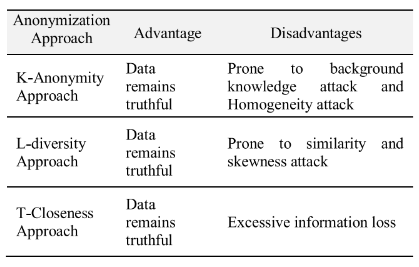 Anonymization Approach
Advantage
Disadvantages
K-Anonymity Approach
Data
remains
truthful
Prone to background
knowledge attack and
Homogeneity attack
L-diversity
Approach
Data
remains
truthful
Prone to similarity and
skewness attack
T-Closeness
Approach
Data
remains
truthful
Excessive information loss